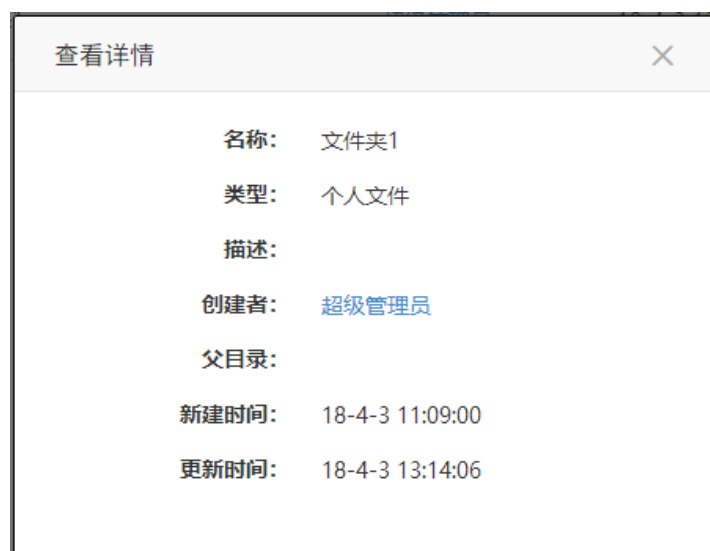 查看详情
名称： 文件夹1
类型： 个人文件
描述：
创建者： 超级管理员
父目录：
新建时间： 18-4-3 11:09:00
更新时间： 18-4-3 13:14:06